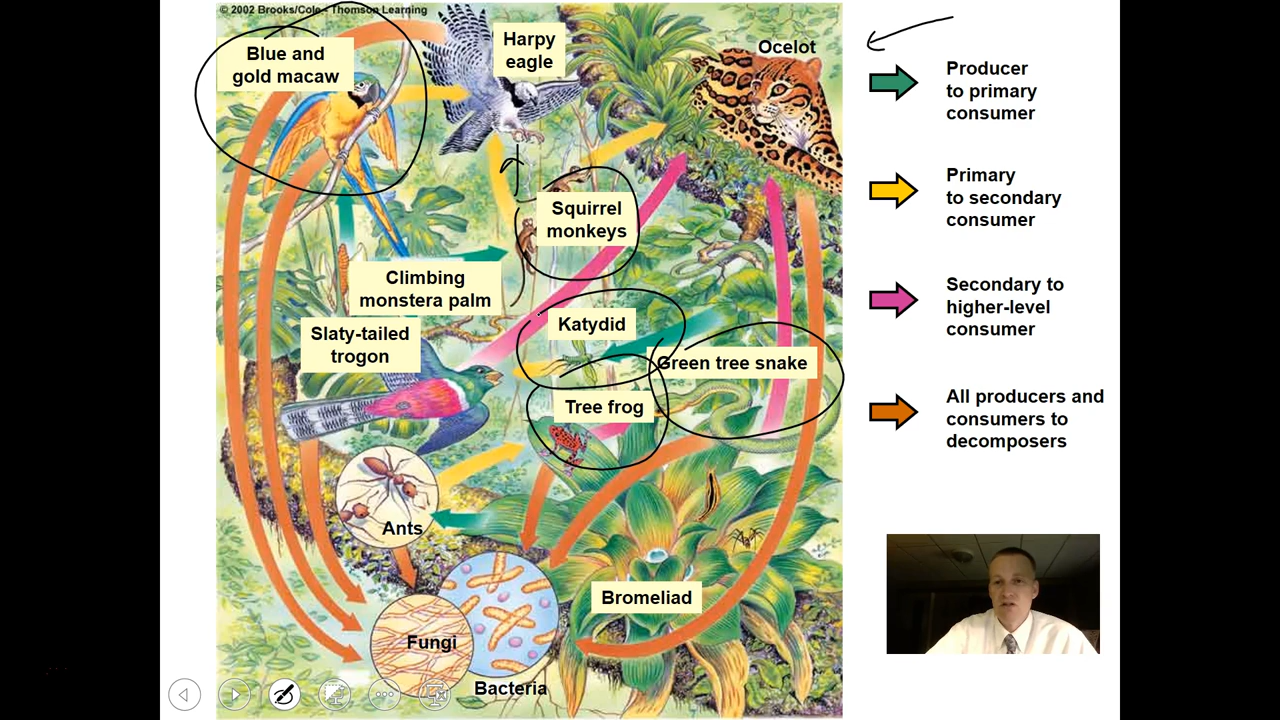 © 2002 Brooks/Cole - Thomson Learning
Blue and
gold macaw
Harpy
eagle
Ocelot
Squirrel
monkeys
Climbing
monstera palm
Slaty-tailed
trogon
Katydid
Green tree snake
Tree frog
Ants
Bromeliad
Fungi
Bacteria
Producer
to primary
consumer
Primary
to secondary
consumer
Secondary to
higher-level
consumer
All producers and
consumers to
decomposers